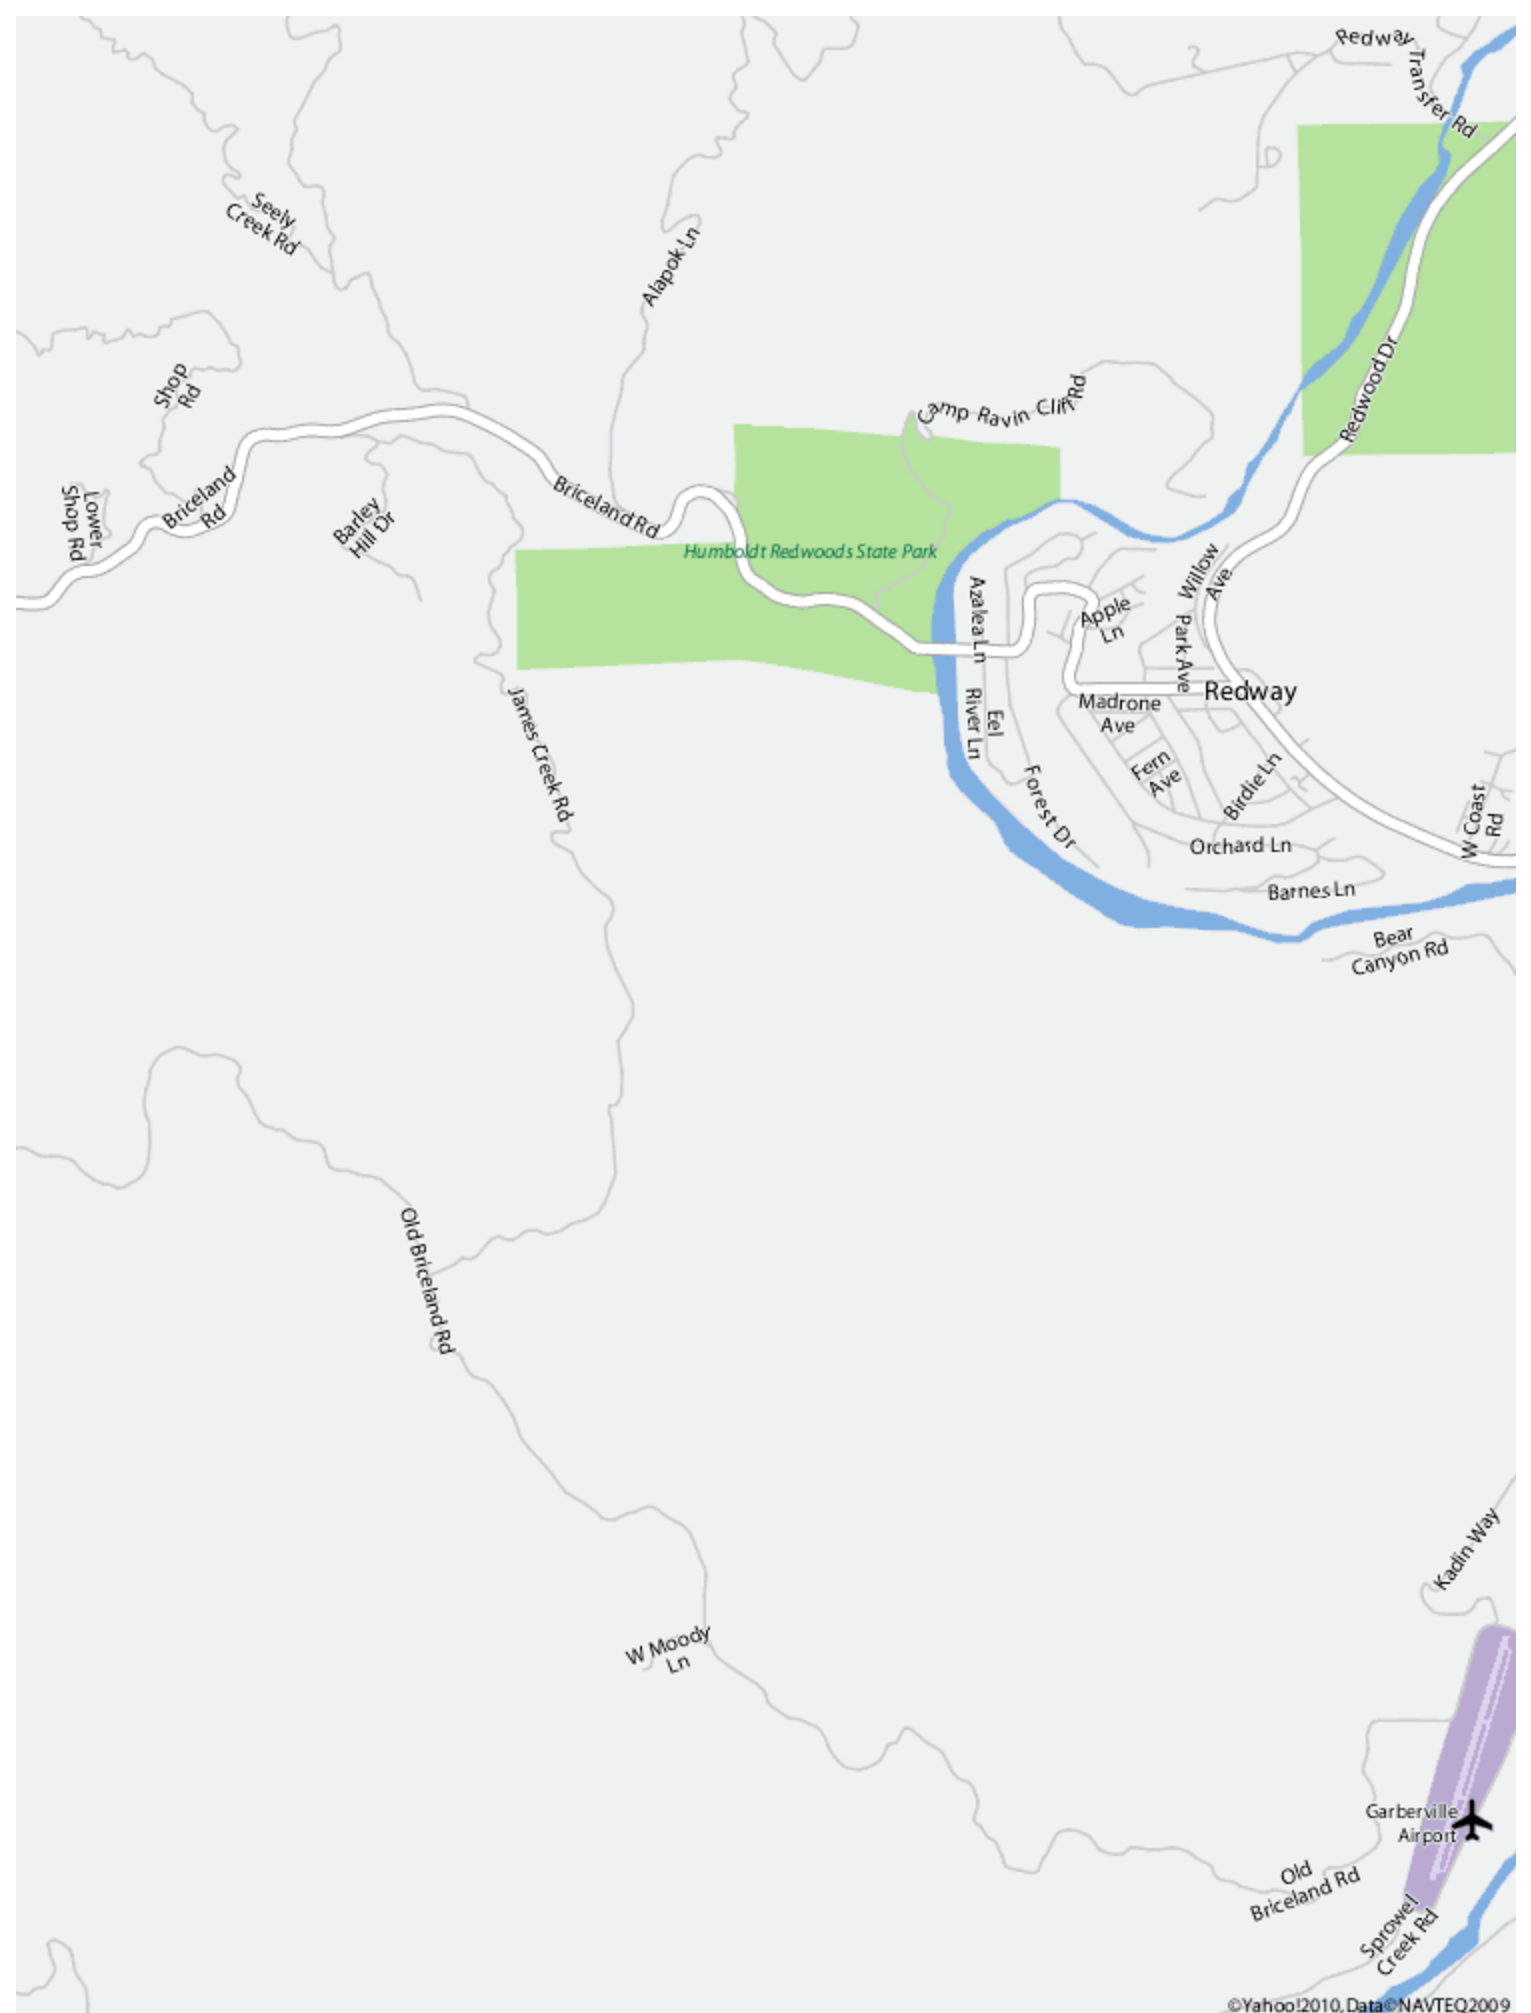 Redway
Transfer Rd
Seely
Creek Rd
Alapok Ln
Shop
Rd
Redwood Dr
Camp Ravin Cliff Rd
Briceland
Rd
Lower
Shop Rd
Barley
Hill Dr
Briceland Rd
Humboldt Redwoods State Park
Willow
Ave
Azalea Ln
Apple
Ln
Park Ave
Redway
Madrone
Ave
Eel
River Ln
James Creek Rd
Fern
Ave
Birdie Ln
Forest Dr
W Coast
Rd
Orchard Ln
Barnes Ln
Bear
Canyon Rd
Old Briceland Rd
Kadin Way
W Moody
Ln
Garberville
Airport
Old
Briceland Rd
Sprowel
Creek Rd
©Yahoo!2010, Data©NAVTEQ2009